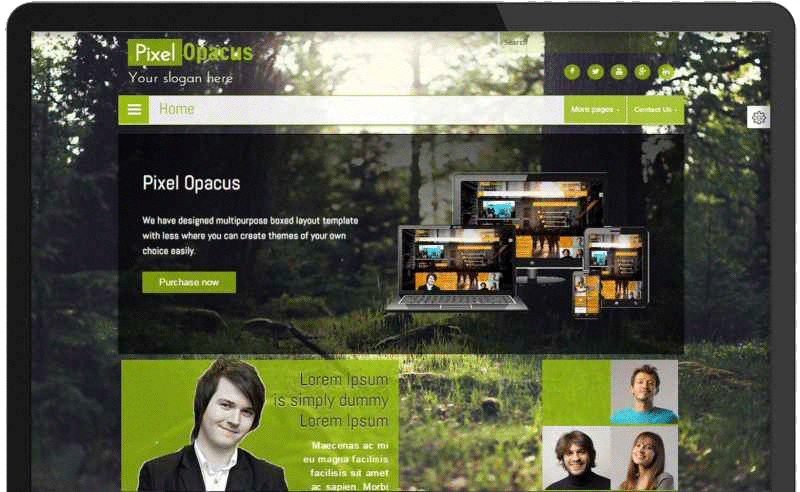 Pixel Opacus
Search
Your slogan here
Home
More pages
Contact Us
Pixel Opacus
We have designed multipurpose boxed layout template
with less where you can create themes of your own
choice easily.
Purchase now
Lorem Ipsum
is simply dummy
Lorem Ipsum
Maecenas ac mi
eu magna facilisis
facilisis sit amet
ac sapien. Morbi